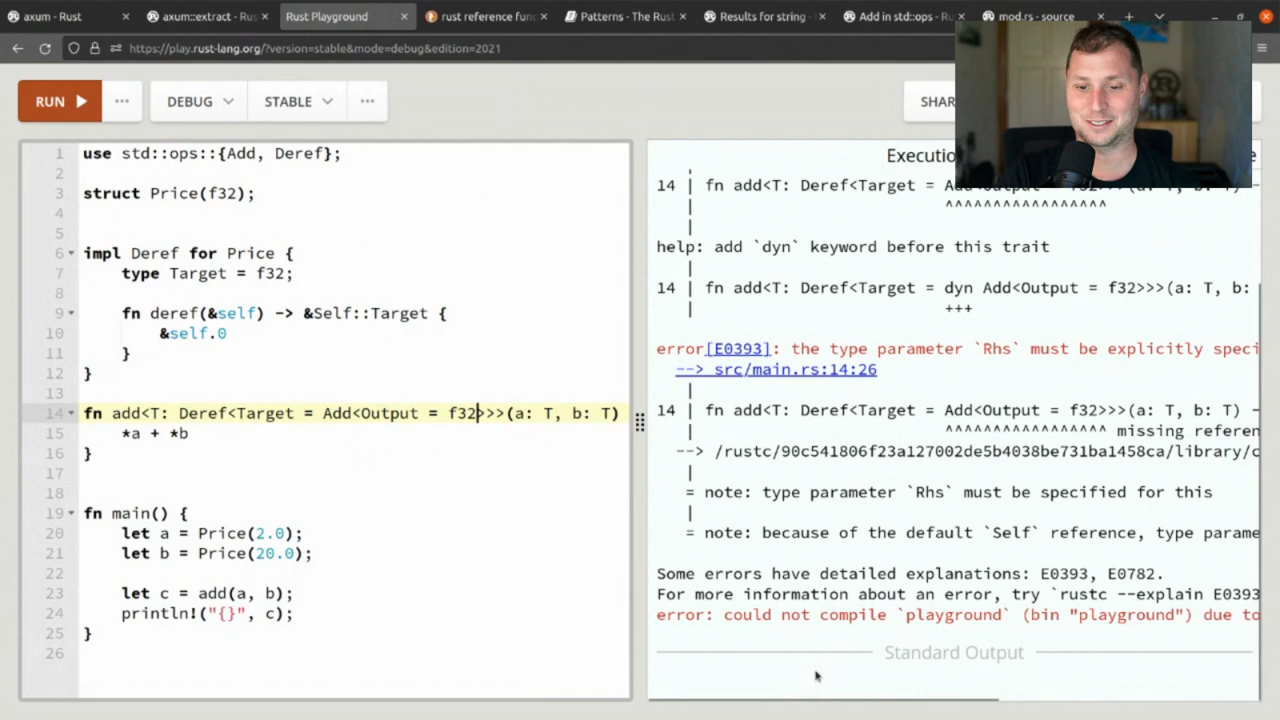 axum - Rust
axum::extract - Rus
Rust Playground
rust reference func
Patterns - The Rust
Results for string - 
Add in std::ops - Ru
mod.rs - source
https://play.rust-lang.org/?version=stable&mode=debug&edition=2021
RUN ▶
...
DEBUG
STABLE
...
SHAR
1 use std::ops::{Add, Deref};
2
3 struct Price(f32);
4
5
6 impl Deref for Price {
7 type Target = f32;
8
9 fn deref(&self) -> &Self::Target {
10 &self.0
11 }
12 }
13
14 fn add<T: Deref<Target = Add<Output = f32>>>(a: T, b: T)
15 *a + *b
16 }
17
18
19 fn main() {
20 let a = Price(2.0);
21 let b = Price(20.0);
22
23 let c = add(a, b);
24 println!("{}", c);
25 }
26
Executio
14 | fn add<T: Deref<Target = Add<Output = f32>>>(a: T, b: T) -
| ^^^^^^^^^^^^^^^^^
|
help: add `dyn` keyword before this trait
|
14 | fn add<T: Deref<Target = dyn Add<Output = f32>>>(a: T, b:
| +++
error[E0393]: the type parameter `Rhs` must be explicitly speci
--> src/main.rs:14:26
|
14 | fn add<T: Deref<Target = Add<Output = f32>>>(a: T, b: T) -
| ^^^^^^^^^^^^^^^^^ missing referen
--> /rustc/90c541806f23a127002de5b4038be731ba1458ca/library/c
|
= note: type parameter `Rhs` must be specified for this
|
= note: because of the default `Self` reference, type parame
Some errors have detailed explanations: E0393, E0782.
For more information about an error, try `rustc --explain E0393
error: could not compile `playground` (bin "playground") due to
Standard Output